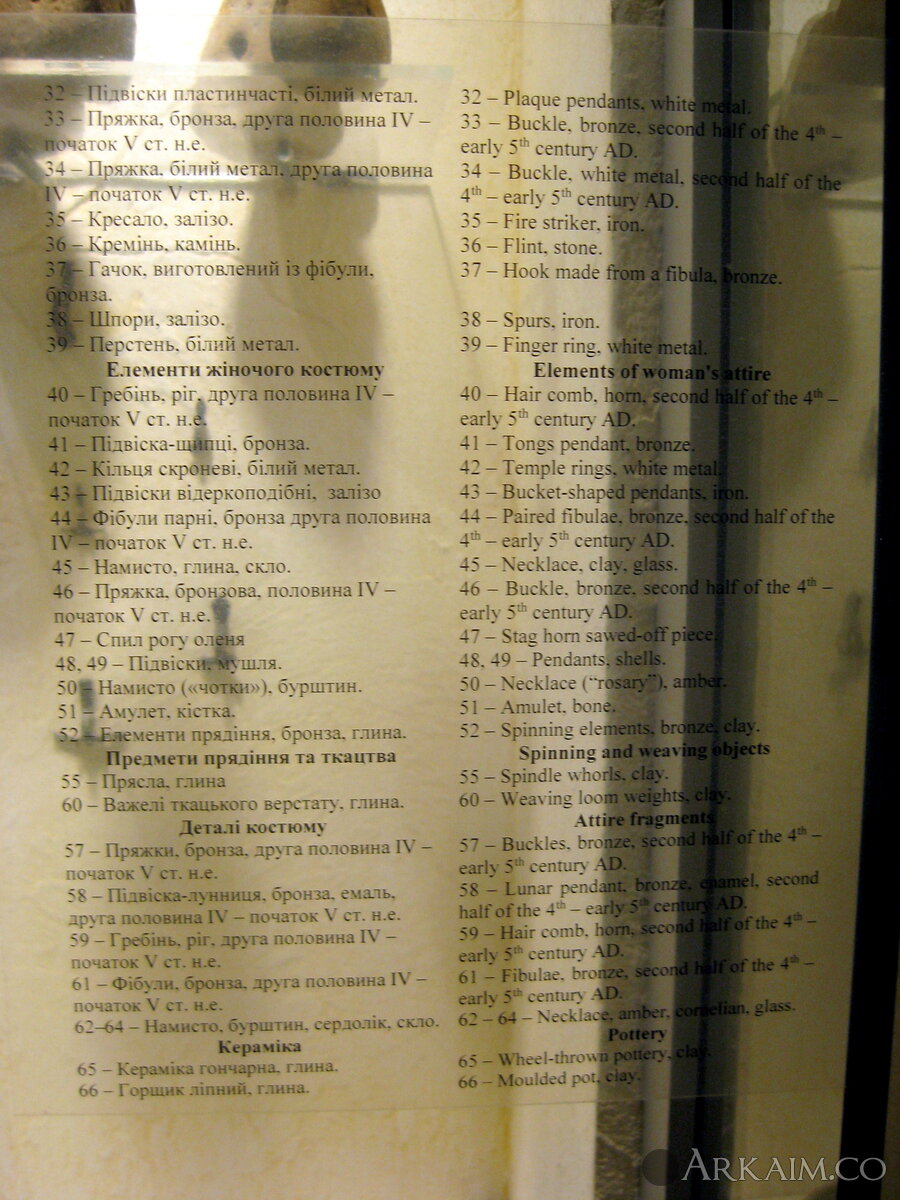 32 – Підвіски пластинчасті, білий метал.
33 – Пряжка, бронза, друга половина IV –
початок V ст. н.е.
34 – Пряжка, білий метал, друга половина
IV – початок V ст. н.е.
35 – Кресало, залізо.
36 – Кремінь, камінь.
37 – Гачок, виготовлений із фібули,
бронза.
38 – Шпори, залізо.
39 – Перстень, білий метал.
Елементи жіночого костюму
40 – Гребінь, ріг, друга половина IV –
початок V ст. н.е.
41 – Підвіска-щипці, бронза.
42 – Кільця скроневі, білий метал.
43 – Підвіски відеркоподібні, залізо
44 – Фібули парні, бронза друга половина
IV – початок V ст. н.е.
45 – Намисто, глина, скло.
46 – Пряжка, бронзова, половина IV –
початок V ст. н.е.
47 – Спил рогу оленя
48, 49 – Підвіски, мушля.
50 – Намисто («чотки»), бурштин.
51 – Амулет, кістка.
52 – Елементи прядіння, бронза, глина.
Предмети прядіння та ткацтва
55 – Прясла, глина
60 – Важелі ткацького верстату, глина.
Деталі костюму
57 – Пряжки, бронза, друга половина IV –
початок V ст. н.е.
58 – Підвіска-лунниця, бронза, емаль,
друга половина IV – початок V ст. н.е.
59 – Гребінь, ріг, друга половина IV –
початок V ст. н.е.
61 – Фібули, бронза, друга половина IV –
початок V ст. н.е.
62–64 – Намисто, бурштин, сердолік, скло.
Кераміка
65 – Кераміка гончарна, глина.
66 – Горщик ліпний, глина.
32 – Plaque pendants, white metal.
33 – Buckle, bronze, second half of the 4th –
early 5th century AD.
34 – Buckle, white metal, second half of the
4th – early 5th century AD.
35 – Fire striker, iron.
36 – Flint, stone.
37 – Hook made from a fibula, bronze.
38 – Spurs, iron.
39 – Finger ring, white metal.
Elements of woman's attire
40 – Hair comb, horn, second half of the 4th –
early 5th century AD.
41 – Tongs pendant, bronze.
42 – Temple rings, white metal.
43 – Bucket-shaped pendants, iron.
44 – Paired fibulae, bronze, second half of the
4th – early 5th century AD.
45 – Necklace, clay, glass.
46 – Buckle, bronze, second half of the 4th –
early 5th century AD.
47 – Stag horn sawed-off piece.
48, 49 – Pendants, shells.
50 – Necklace (“rosary”), amber.
51 – Amulet, bone.
52 – Spinning elements, bronze, clay.
Spinning and weaving objects
55 – Spindle whorls, clay.
60 – Weaving loom weights, clay.
Attire fragments
57 – Buckles, bronze, second half of the 4th –
early 5th century AD.
58 – Lunar pendant, bronze, enamel, second
half of the 4th – early 5th century AD.
59 – Hair comb, horn, second half of the 4th –
early 5th century AD.
61 – Fibulae, bronze, second half of the 4th –
early 5th century AD.
62 – 64 – Necklace, amber, cornelian, glass.
Pottery
65 – Wheel-thrown pottery, clay.
66 – Moulded pot, clay.
ARKAIM.CO